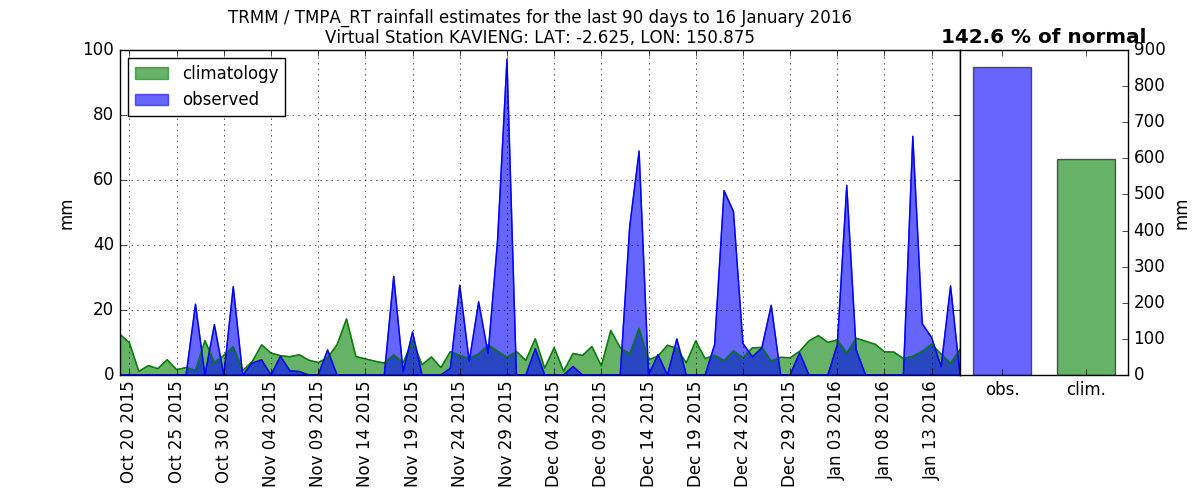 TRMM / TMPA_RT rainfall estimates for the last 90 days to 16 January 2016
Virtual Station KAVIENG: LAT: -2.625, LON: 150.875
142.6 % of normal
climatology
observed
100
80
60
40
20
0
mm
Oct 20 2015
Oct 25 2015
Oct 30 2015
Nov 04 2015
Nov 09 2015
Nov 14 2015
Nov 19 2015
Nov 24 2015
Nov 29 2015
Dec 04 2015
Dec 09 2015
Dec 14 2015
Dec 19 2015
Dec 24 2015
Dec 29 2015
Jan 03 2016
Jan 08 2016
Jan 13 2016
obs.
clim.
900
800
700
600
500
400
300
200
100
0
mm